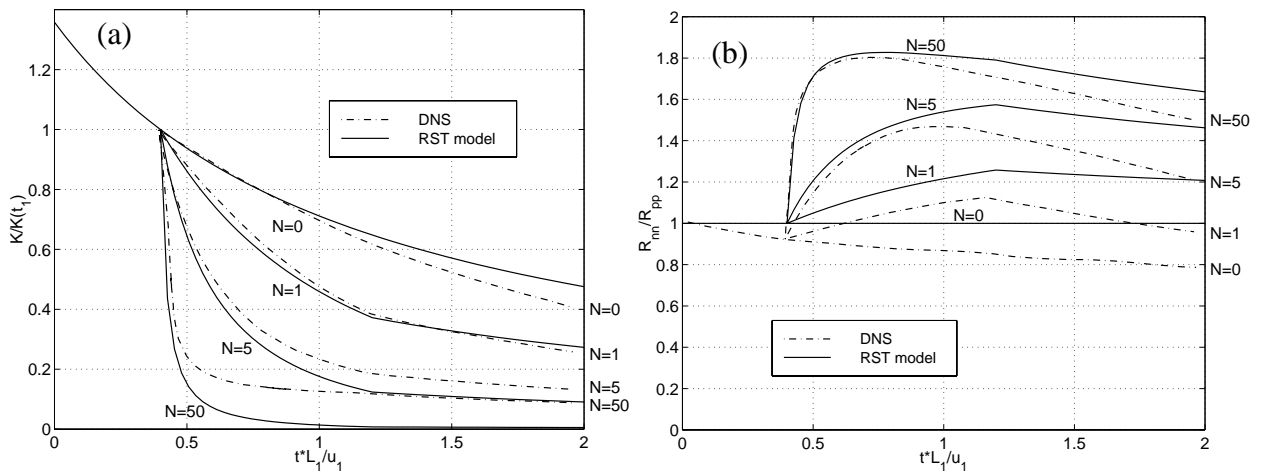 (a)
K/K(t1)
1.2
1
0.8
0.6
0.4
0.2
0
DNS
RST model
N=0
N=1
N=5
N=50
N=0
N=1
N=5
N=50
0
0.5
1
1.5
2
t*L1/u1
(b)
Rnn/Rpp
2
1.8
1.6
1.4
1.2
1
0.8
0.6
0.4
0.2
0
N=50
N=5
N=1
N=0
N=50
N=5
N=1
N=0
DNS
RST model
0
0.5
1
1.5
2
t*L1/u1